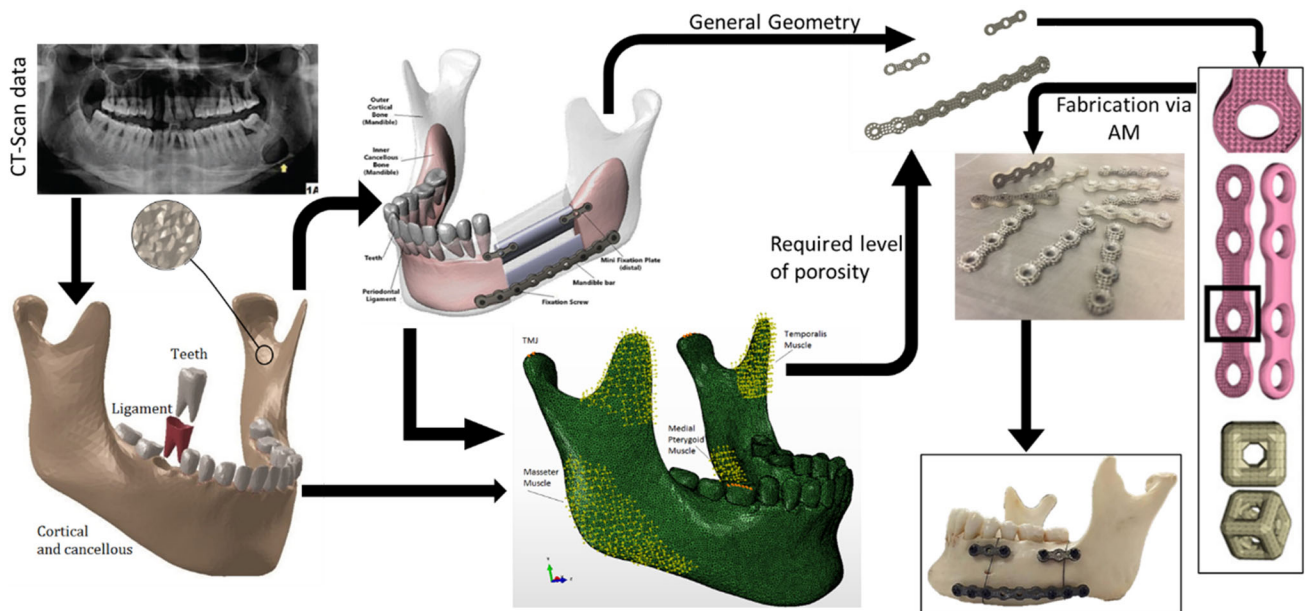 CT-Scan data
1A
General Geometry
Outer
Cortical
Bone
(Mandible)
Inner
Cancellous
Bone
(Mandible)
Teeth
Periodontal
Ligament
Fixation Screw
Mandible bar
Mini Fixation Plate
(distal)
Fabrication via
AM
Required level
of porosity
Teeth
Ligament
Cortical
and cancellous
TMJ
Temporalis
Muscle
Medial
Pterygoid
Muscle
Masseter
Muscle